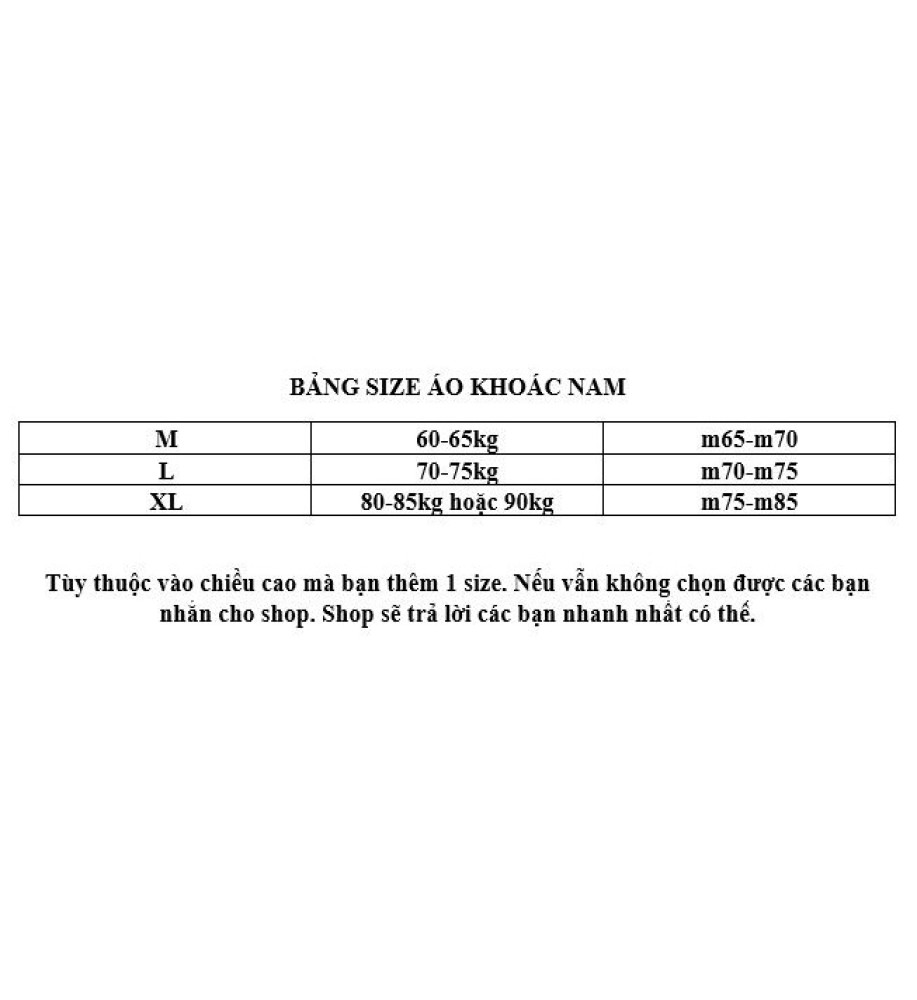 BẢNG SIZE ÁO KHOÁC NAM
M 60-65kg m65-m70
L 70-75kg m70-m75
XL 80-85kg hoặc 90kg m75-m85
Tùy thuộc vào chiều cao mà bạn thêm 1 size. Nếu vẫn không chọn được các bạn
nhắn cho shop. Shop sẽ trả lời các bạn nhanh nhất có thể.